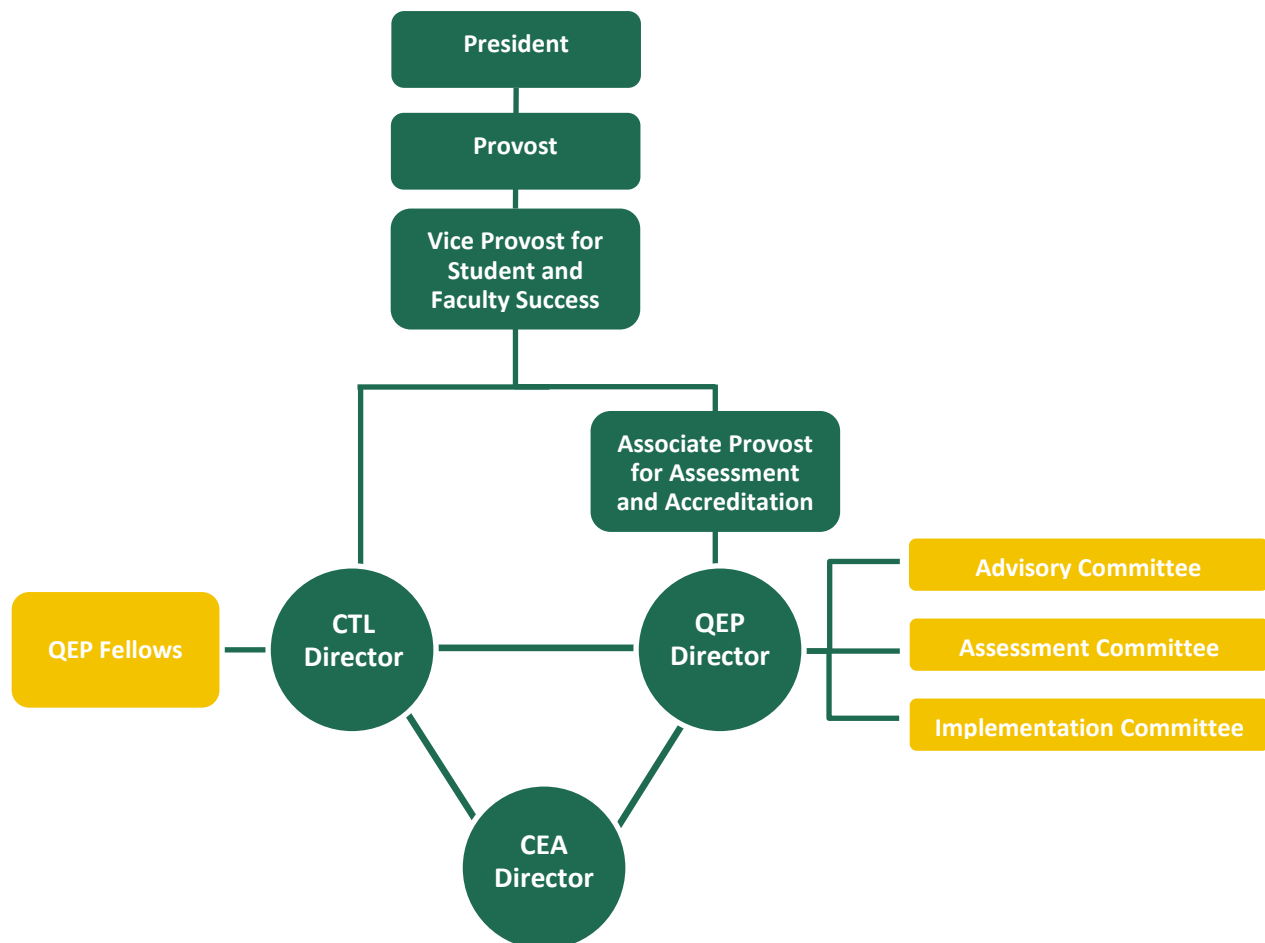 President
Provost
Vice Provost for
Student and
Faculty Success
Associate Provost
for Assessment
and Accreditation
Advisory Committee
CTL
Director
QEP
Director
QEP Fellows
Assessment Committee
Implementation Committee
CEA
Director